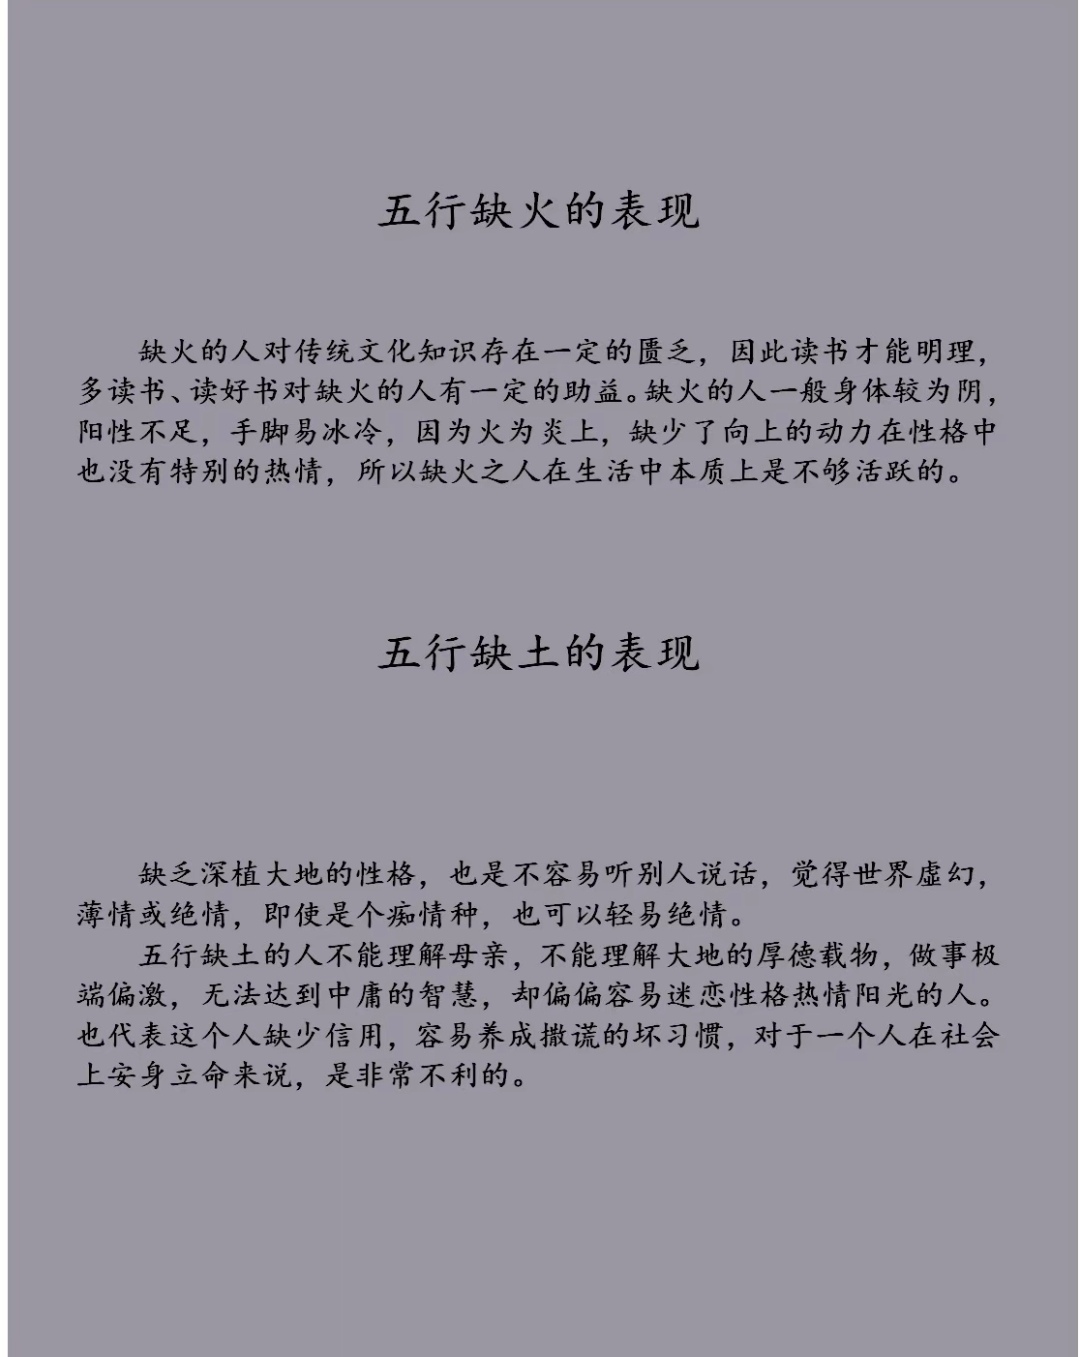 五行缺火的表现
缺火的人对传统文化知识存在一定的匮乏，因此读书才能明理，
多读书、读好书对缺火的人有一定的助益。缺火的人一般身体较为阴，
阳性不足，手脚易冰冷，因为火为炎上，缺少了向上的动力在性格中
也没有特别的热情，所以缺火之人在生活中本质上是不够活跃的。
五行缺土的表现
缺乏深植大地的性格，也是不容易听别人说话，觉得世界虚幻，
薄情或绝情，即使是个痴情种，也可以轻易绝情。
五行缺土的人不能理解母亲，不能理解大地的厚德载物，做事极
端偏激，无法达到中庸的智慧，却偏偏容易迷恋性格热情阳光的人。
也代表这个人缺少信用，容易养成撒谎的坏习惯，对于一个人在社会
上安身立命来说，是非常不利的。